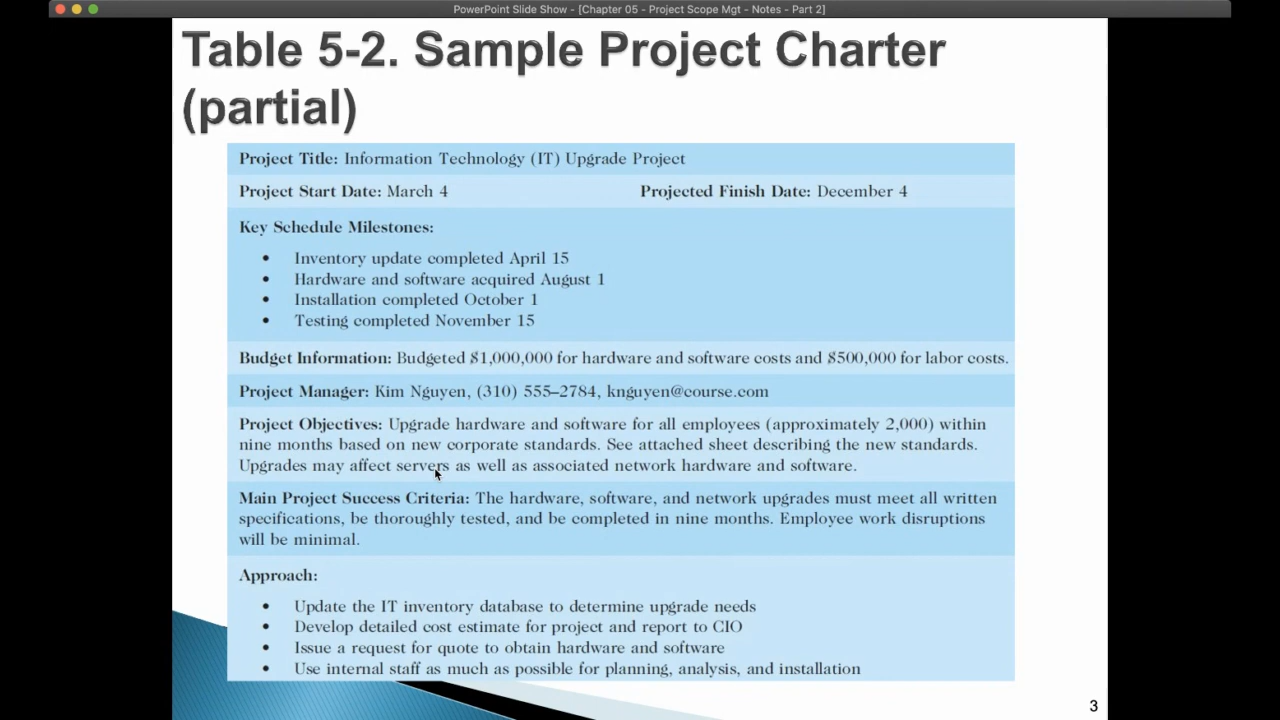 PowerPoint Slide Show - [Chapter 05 - Project Scope Mgt - Notes - Part 2]
Table 5-2. Sample Project Charter
(partial)
Project Title: Information Technology (IT) Upgrade Project
Project Start Date: March 4 Projected Finish Date: December 4
Key Schedule Milestones:
• Inventory update completed April 15
• Hardware and software acquired August 1
• Installation completed October 1
• Testing completed November 15
Budget Information: Budgeted $1,000,000 for hardware and software costs and $500,000 for labor costs.
Project Manager: Kim Nguyen, (310) 555–2784, knguyen@course.com
Project Objectives: Upgrade hardware and software for all employees (approximately 2,000) within
nine months based on new corporate standards. See attached sheet describing the new standards.
Upgrades may affect servers as well as associated network hardware and software.
Main Project Success Criteria: The hardware, software, and network upgrades must meet all written
specifications, be thoroughly tested, and be completed in nine months. Employee work disruptions
will be minimal.
Approach:
• Update the IT inventory database to determine upgrade needs
• Develop detailed cost estimate for project and report to CIO
• Issue a request for quote to obtain hardware and software
• Use internal staff as much as possible for planning, analysis, and installation
3